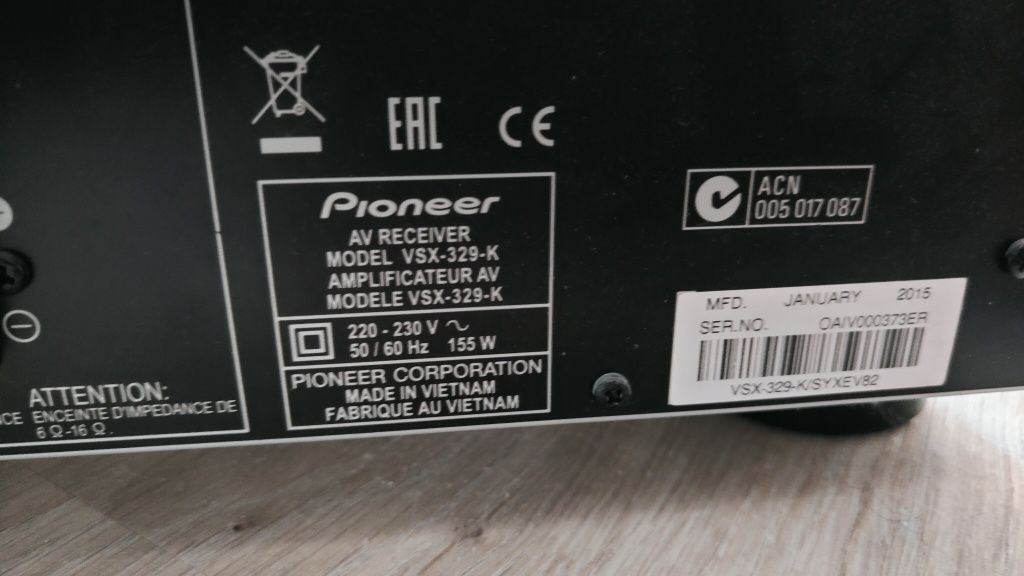 EAC CE
Pioneer
AV RECEIVER
MODEL VSX-329-K
AMPLIFICATEUR AV
MODELE VSX-329-K
220 - 230 V ~
50 / 60 Hz 155 W
PIONEER CORPORATION
MADE IN VIETNAM
FABRIQUE AU VIETNAM
ACN
005 017 087
MFD. JANUARY 2015
SER.NO. OAIV000373ER
VSX-329-K/SYXEV82
ATTENTION:
ENCEINTE D'IMPEDANCE DE
6 Ω -16 Ω.